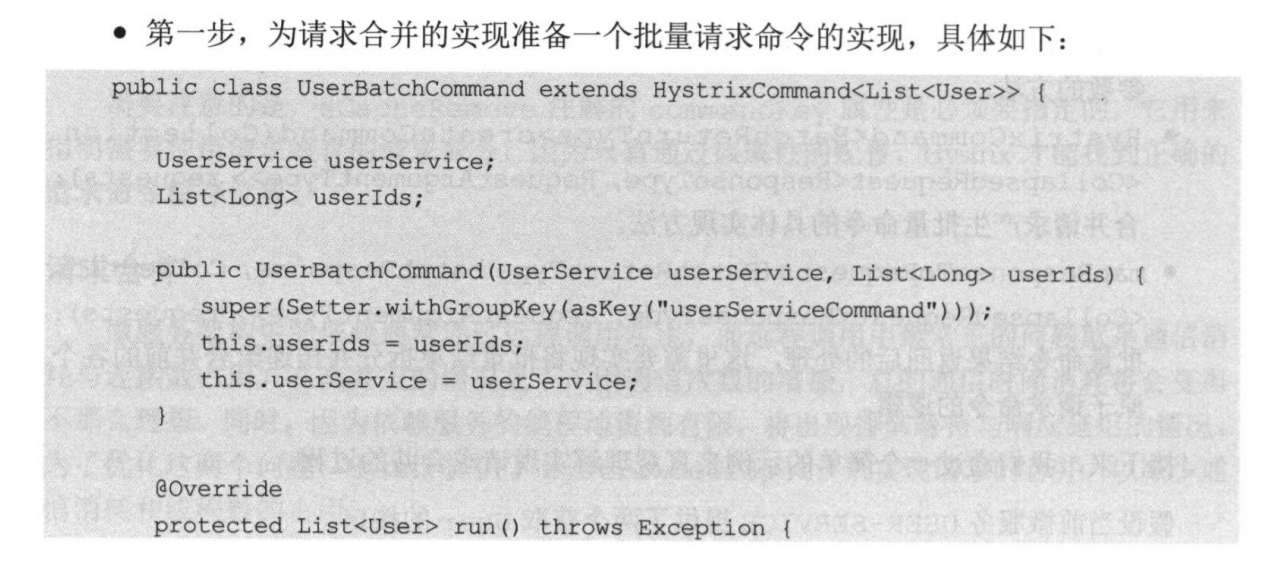 ● 第一步，为请求合并的实现准备一个批量请求命令的实现，具体如下：
public class UserBatchCommand extends HystrixCommand<List<User>> {
UserService userService;
List<Long> userIds;
public UserBatchCommand(UserService userService, List<Long> userIds) {
super(Setter.withGroupKey(asKey("userServiceCommand")));
this.userIds = userIds;
this.userService = userService;
}
@Override
protected List<User> run() throws Exception {